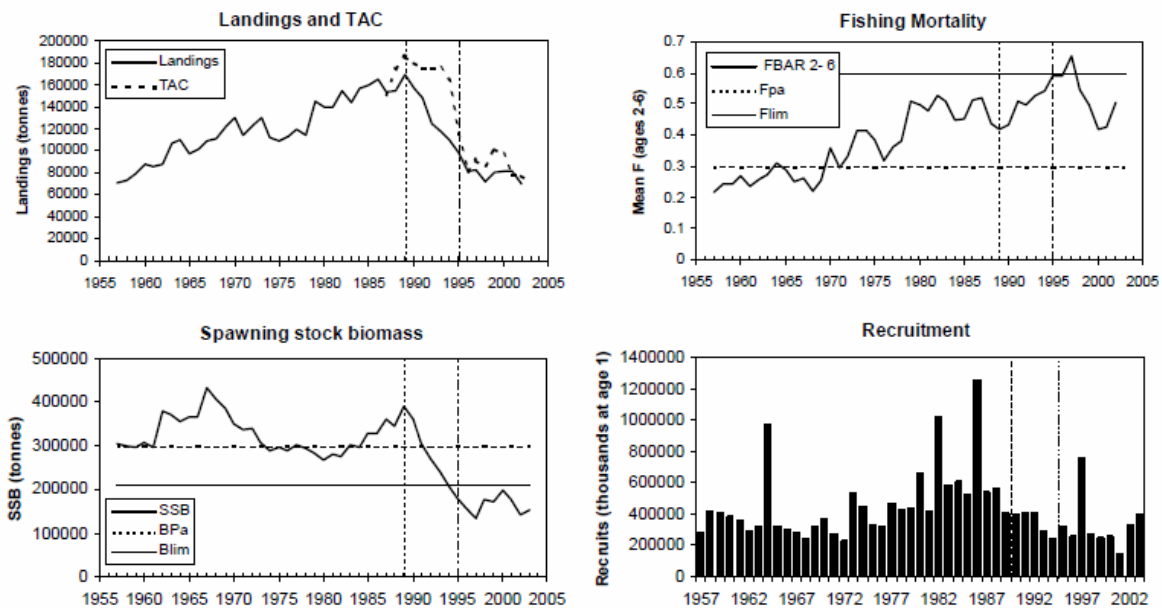 Landings and TAC
Landings (tonnes)
200000
180000
160000
140000
120000
100000
80000
60000
40000
20000
0
Landings
TAC
1955 1960 1965 1970 1975 1980 1985 1990 1995 2000 2005
Fishing Mortality
Mean F (ages 2-6)
0.7
0.6
0.5
0.4
0.3
0.2
0.1
0
FBAR 2- 6
Fpa
Flim
1955 1960 1965 1970 1975 1980 1985 1990 1995 2000 2005
Spawning stock biomass
SSB (tonnes)
500000
400000
300000
200000
100000
0
SSB
BPa
Blim
1955 1960 1965 1970 1975 1980 1985 1990 1995 2000 2005
Recruitment
Recruits (thousands at age 1)
1400000
1200000
1000000
800000
600000
400000
200000
0
1957 1962 1967 1972 1977 1982 1987 1992 1997 2002